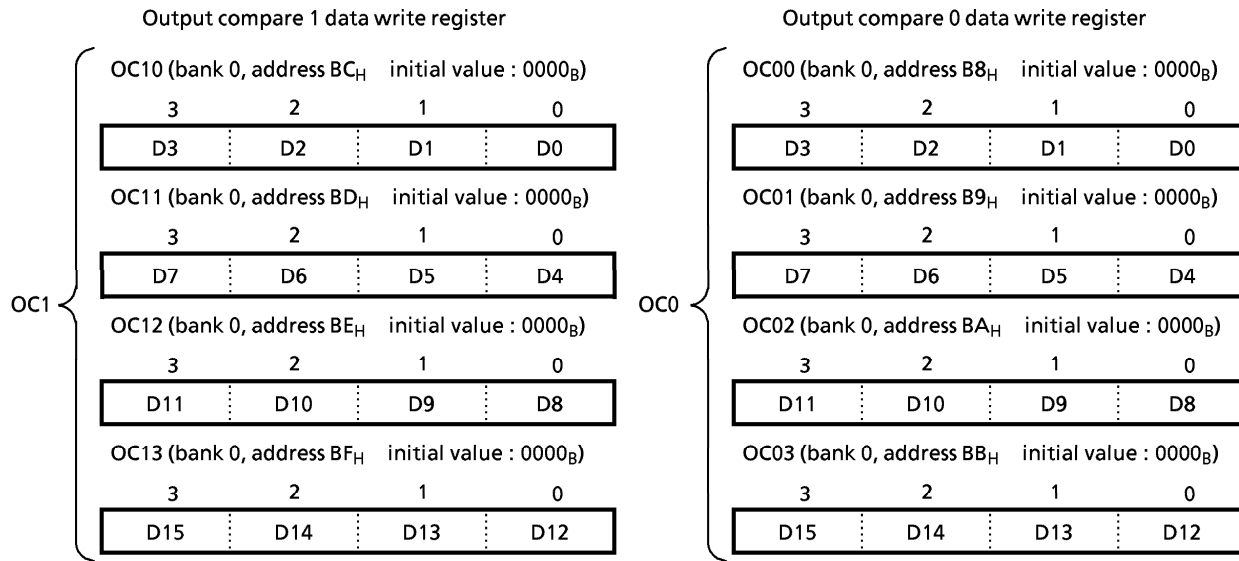 Output compare 1 data write register
OC1
OC10 (bank 0, address BCH initial value : 0000B)
3 2 1 0
D3 D2 D1 D0
OC11 (bank 0, address BDH initial value : 0000B)
3 2 1 0
D7 D6 D5 D4
OC12 (bank 0, address BEH initial value : 0000B)
3 2 1 0
D11 D10 D9 D8
OC13 (bank 0, address BFH initial value : 0000B)
3 2 1 0
D15 D14 D13 D12
Output compare 0 data write register
OC0
OC00 (bank 0, address B8H initial value : 0000B)
3 2 1 0
D3 D2 D1 D0
OC01 (bank 0, address B9H initial value : 0000B)
3 2 1 0
D7 D6 D5 D4
OC02 (bank 0, address BAH initial value : 0000B)
3 2 1 0
D11 D10 D9 D8
OC03 (bank 0, address BBH initial value : 0000B)
3 2 1 0
D15 D14 D13 D12